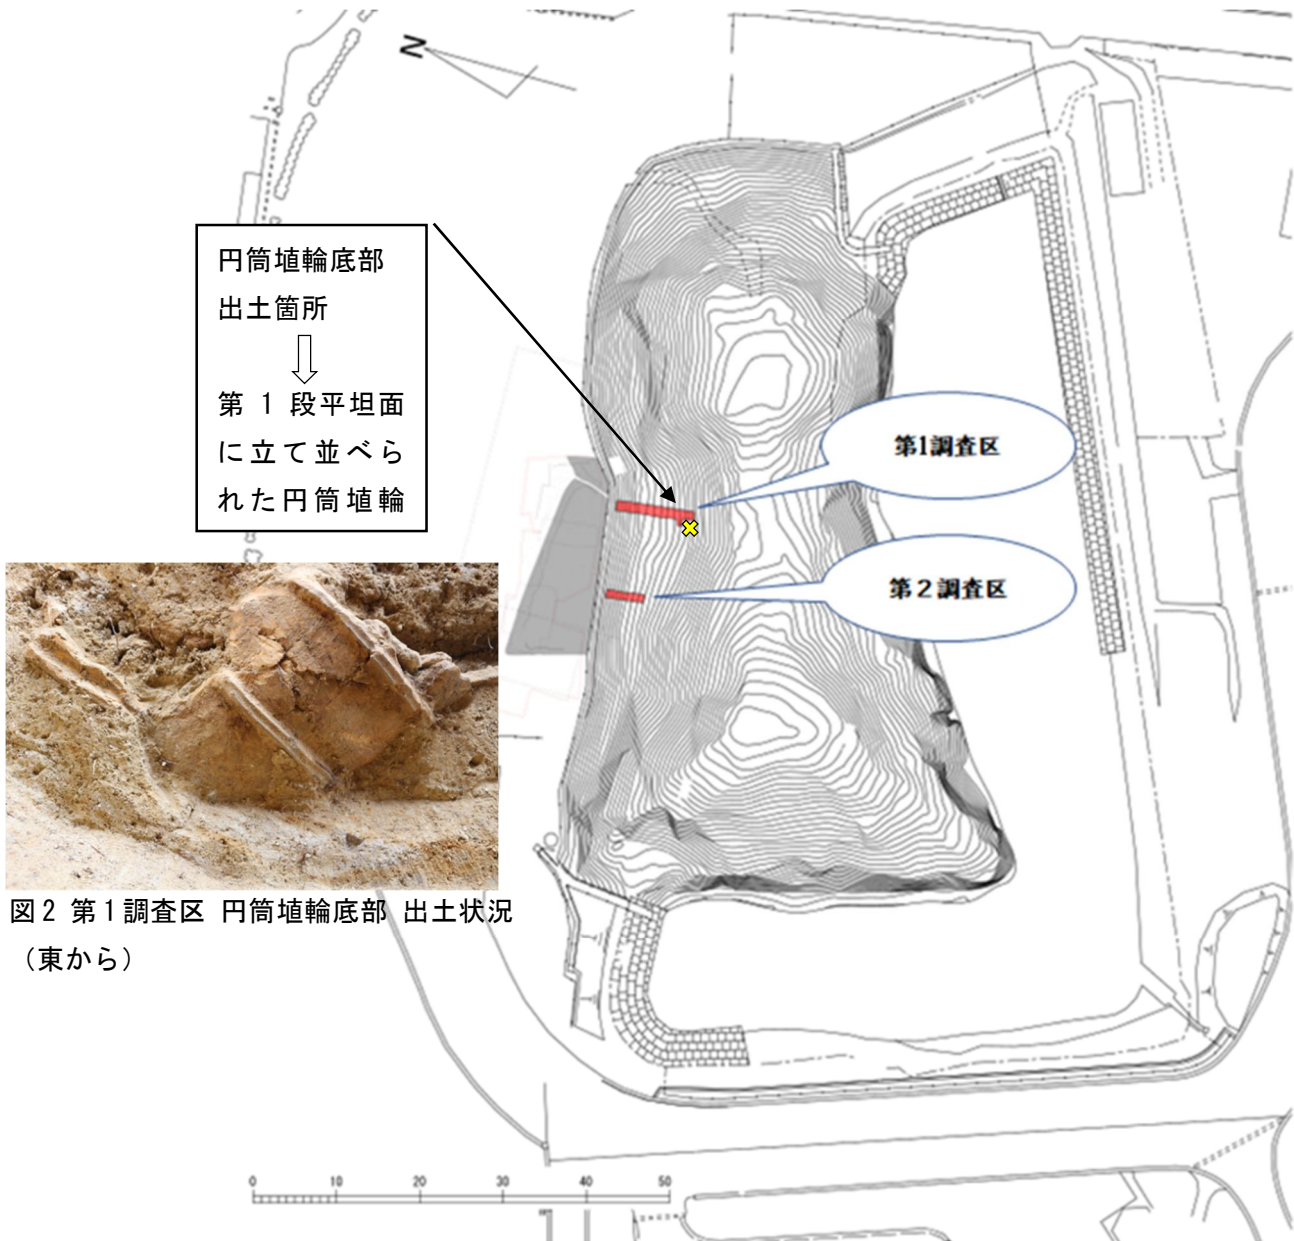 N
円筒埴輪底部
出土箇所
第 1 段平坦面
に立て並べら
れた円筒埴輪
第1調査区
第２調査区
図2 第1調査区 円筒埴輪底部 出土状況
（東から）
0 10 20 30 40 50